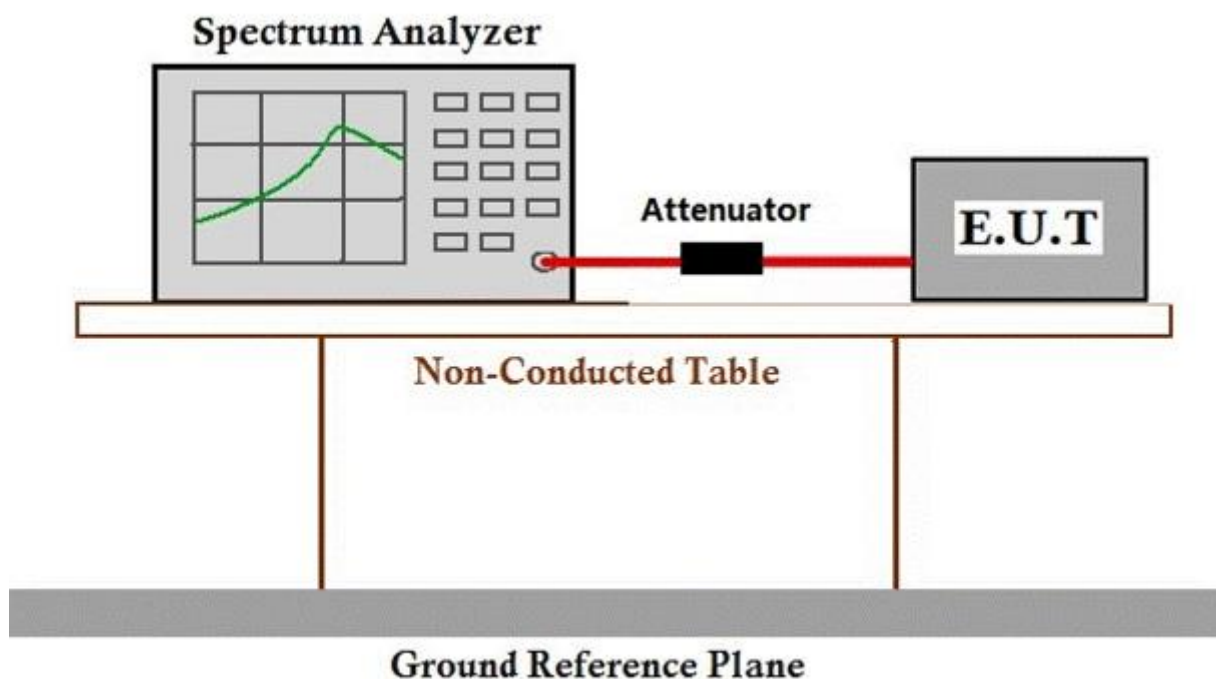 Spectrum Analyzer
Attenuator
E.U.T
Non-Conducted Table
Ground Reference Plane